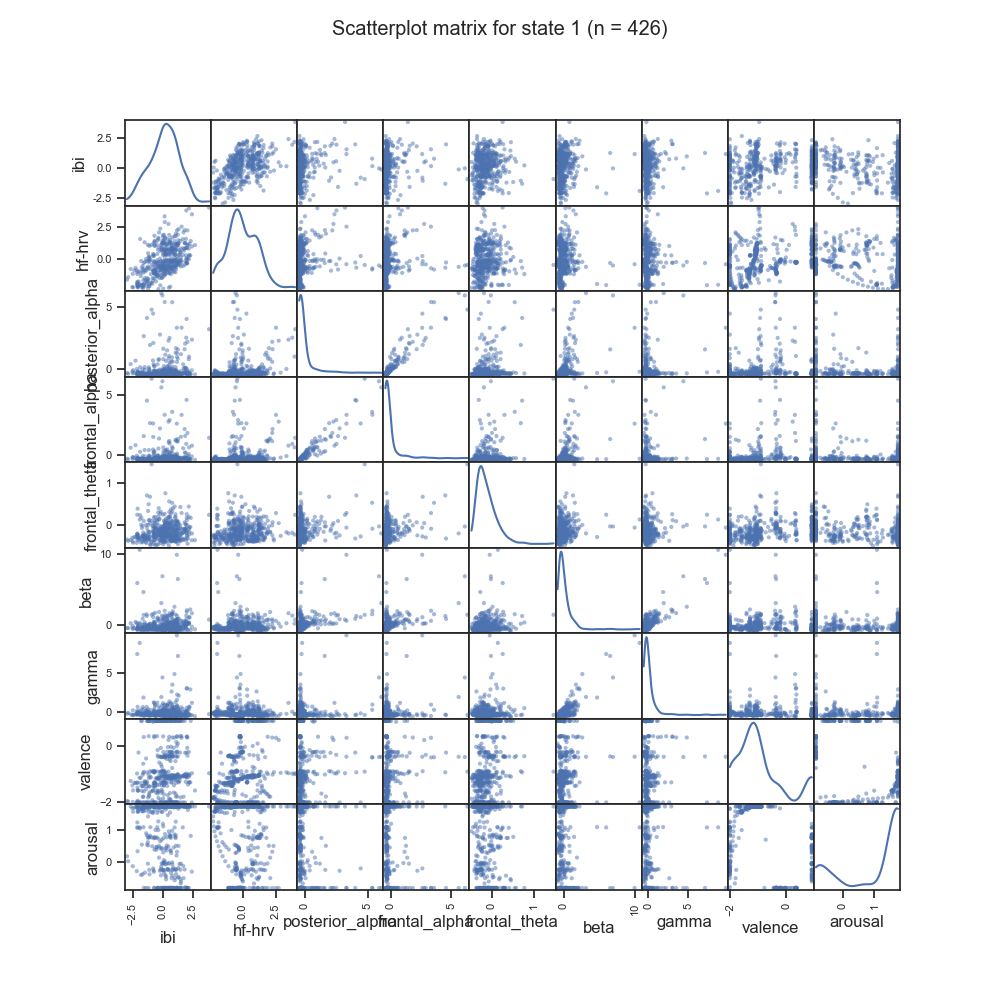 Scatterplot matrix for state 1 (n = 426)
ibi
2.5
0.0
−2.5
hf-hrv
2.5
0.0
posterior_alpha
5
0
frontal_alpha
5
0
frontal_theta
1
0
beta
10
0
gamma
5
0
valence
0
−2
arousal
1
0
−2.5 0.0 2.5 0.0 2.5 0 5 0 0 1 0 10 0 5 −2 0 0 1
ibi hf-hrv posterior_alpha frontal_alpha frontal_theta beta gamma valence arousal